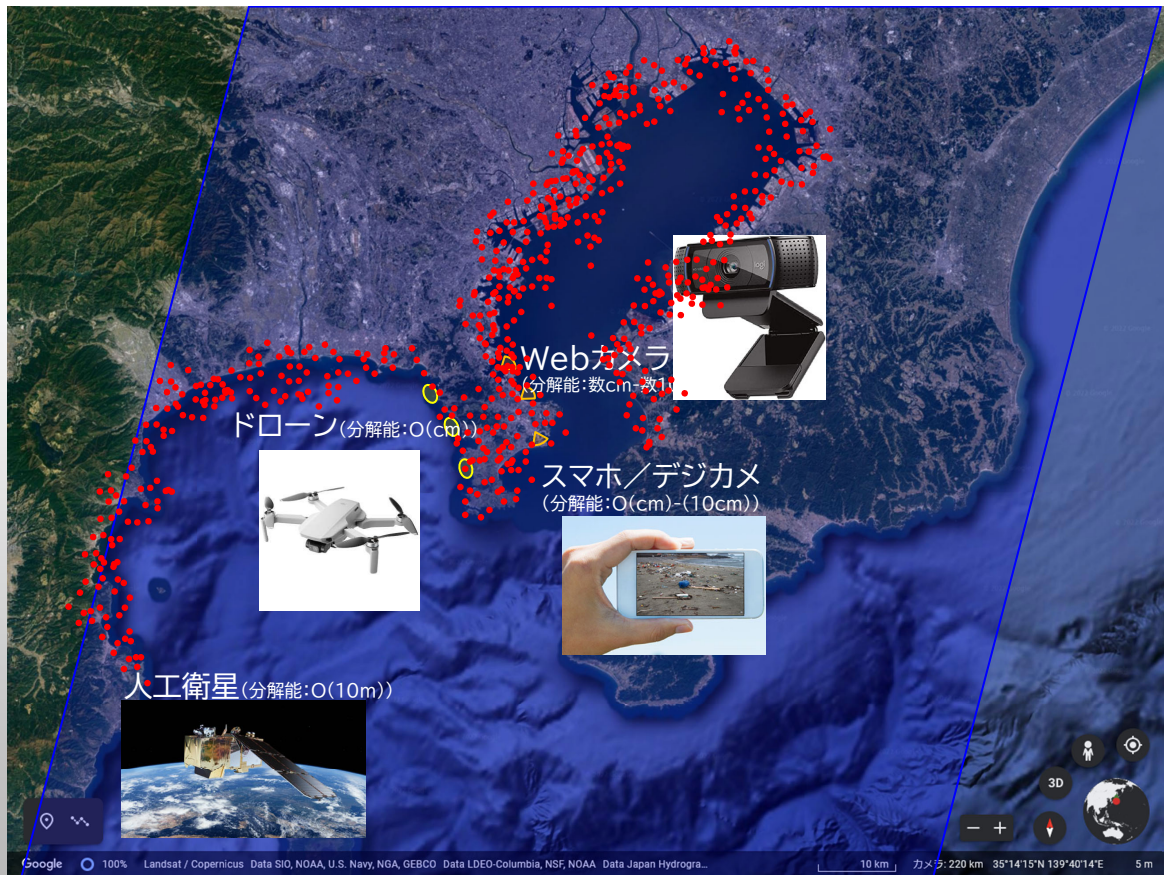 logi
Webカメラ
(分解能:数cm-数1
ドローン(分解能:O(cm))
スマホ/デジカメ
(分解能:O(cm)-(10cm))
人工衛星(分解能:O(10m))
3D
Google
100%
Landsat / Copernicus Data SIO, NOAA, U.S. Navy, NGA, GEBCO Data LDEO-Columbia, NSF, NOAA Data Japan Hydrogra...
10 km
カメラ: 220 km 35°14'15"N 139°40'14"E
5 m